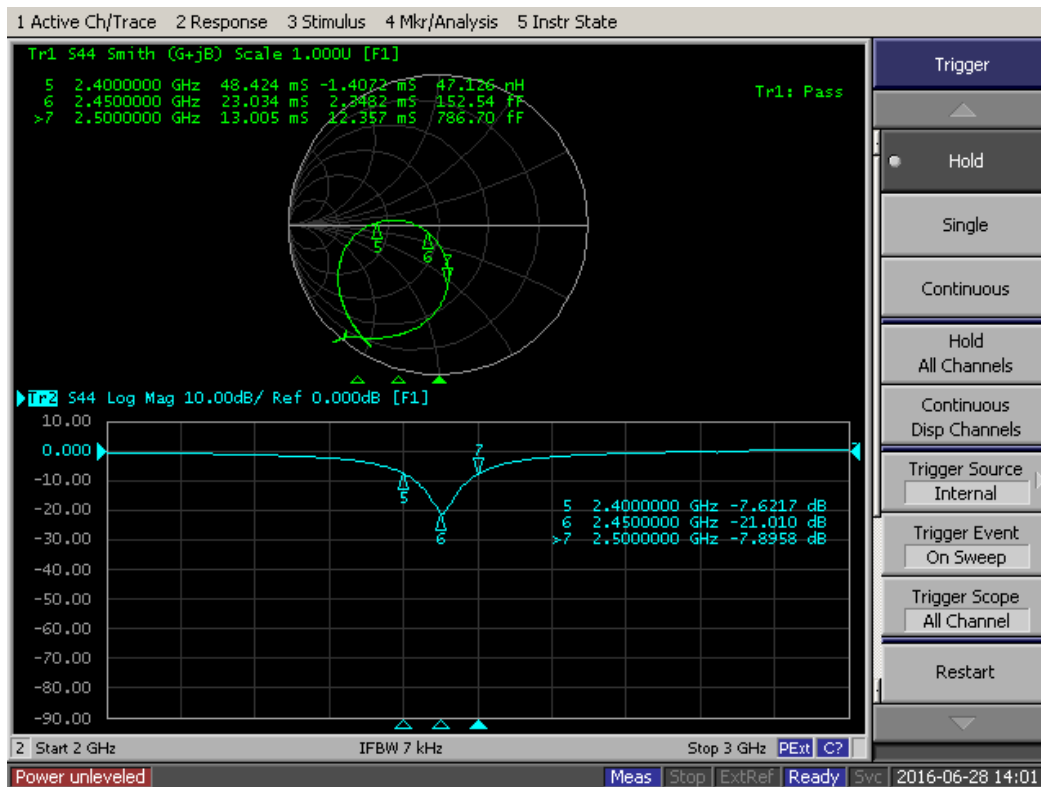 1 Active Ch/Trace 2 Response 3 Stimulus 4 Mkr/Analysis 5 Instr State
Tr1 S44 Smith (G+jB) Scale 1.000U [F1]
5 2.4000000 GHz 48.424 mS -1.4072 mS 47.126 nH
6 2.4500000 GHz 23.034 mS 2.3482 mS 152.54 fF
>7 2.5000000 GHz 13.005 mS 12.357 mS 786.70 fF
Tr1: Pass
5
6
7
Tr2 S44 Log Mag 10.00dB/ Ref 0.000dB [F1]
10.00
0.000
-10.00
-20.00
-30.00
-40.00
-50.00
-60.00
-70.00
-80.00
-90.00
7
5
6
5 2.4000000 GHz -7.6217 dB
6 2.4500000 GHz -21.010 dB
>7 2.5000000 GHz -7.8958 dB
2 Start 2 GHz IFBW 7 kHz Stop 3 GHz PExt C?
Trigger
Hold
Single
Continuous
Hold
All Channels
Continuous
Disp Channels
Trigger Source
Internal
Trigger Event
On Sweep
Trigger Scope
All Channel
Restart
Power unleveled Meas Stop ExtRef Ready Svc 2016-06-28 14:01